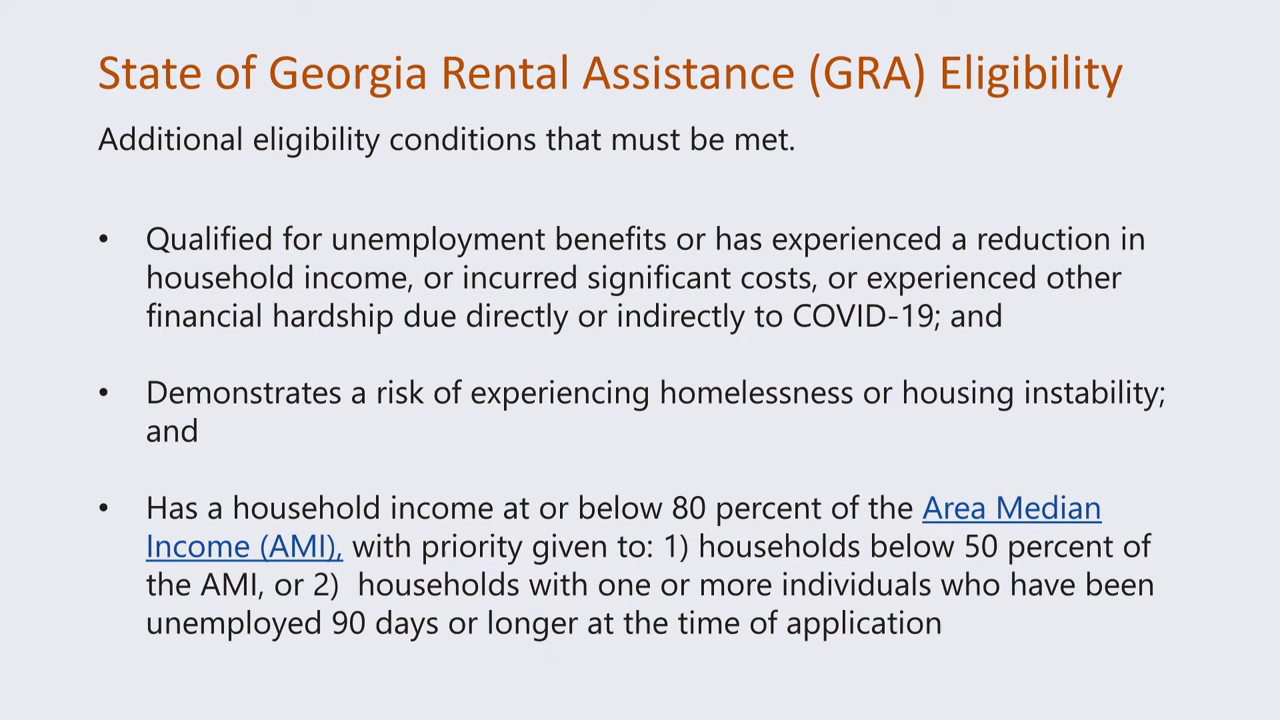 State of Georgia Rental Assistance (GRA) Eligibility
Additional eligibility conditions that must be met.
• Qualified for unemployment benefits or has experienced a reduction in
household income, or incurred significant costs, or experienced other
financial hardship due directly or indirectly to COVID-19; and
• Demonstrates a risk of experiencing homelessness or housing instability;
and
• Has a household income at or below 80 percent of the Area Median
Income (AMI), with priority given to: 1) households below 50 percent of
the AMI, or 2)  households with one or more individuals who have been
unemployed 90 days or longer at the time of application